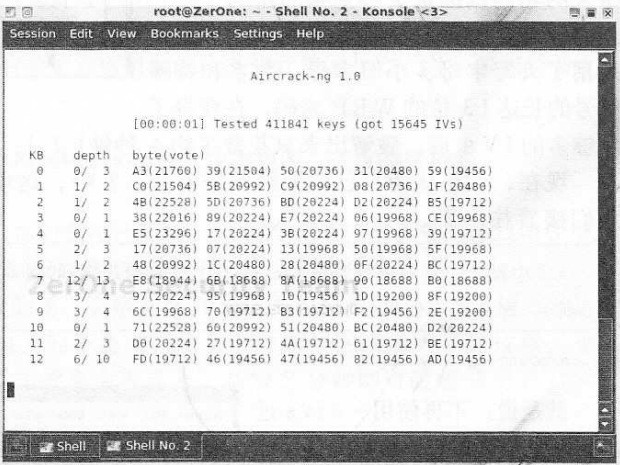 root@ZerOne: ~ - Shell No. 2 - Konsole <3>
Session Edit View Bookmarks Settings Help
Aircrack-ng 1.0
[00:00:01] Tested 411841 keys (got 15645 IVs)
KB depth byte(vote)
0 0/ 3 A3(21760) 39(21504) 50(20736) 31(20480) 59(19456)
1 1/ 2 C0(21504) 5B(20992) C9(20992) 08(20736) 1F(20480)
2 1/ 2 4B(22528) 5D(20736) BD(20224) D2(20224) B5(19712)
3 0/ 1 38(22016) 89(20224) E7(20224) 06(19968) CE(19968)
4 0/ 1 E5(23296) 17(20224) 3B(20224) 97(19968) 39(19712)
5 2/ 3 17(20736) 07(20224) 13(19968) 50(19968) 5F(19968)
6 1/ 2 48(20992) 1C(20480) 28(20480) 0F(20224) BC(19712)
7 12/ 13 (18944) 6B(18688) 8A(18688) 90(18688) B0(18688)
8 3/ 4 97(20224) 95(19968) 10(19456) 1D(19200) 8F(19200)
9 3/ 4 6C(19968) 70(19712) B3(19712) F2(19456) 2E(19200)
10 0/ 1 71(22528) 60(20992) 51(20480) BC(20480) D2(20224)
11 2/ 3 D0(20224) 27(19712) 4A(19712) 61(19712) BE(19712)
12 6/ 10 FD(19712) 46(19456) 47(19456) 82(19456) AD(19456)
Shell Shell No. 2